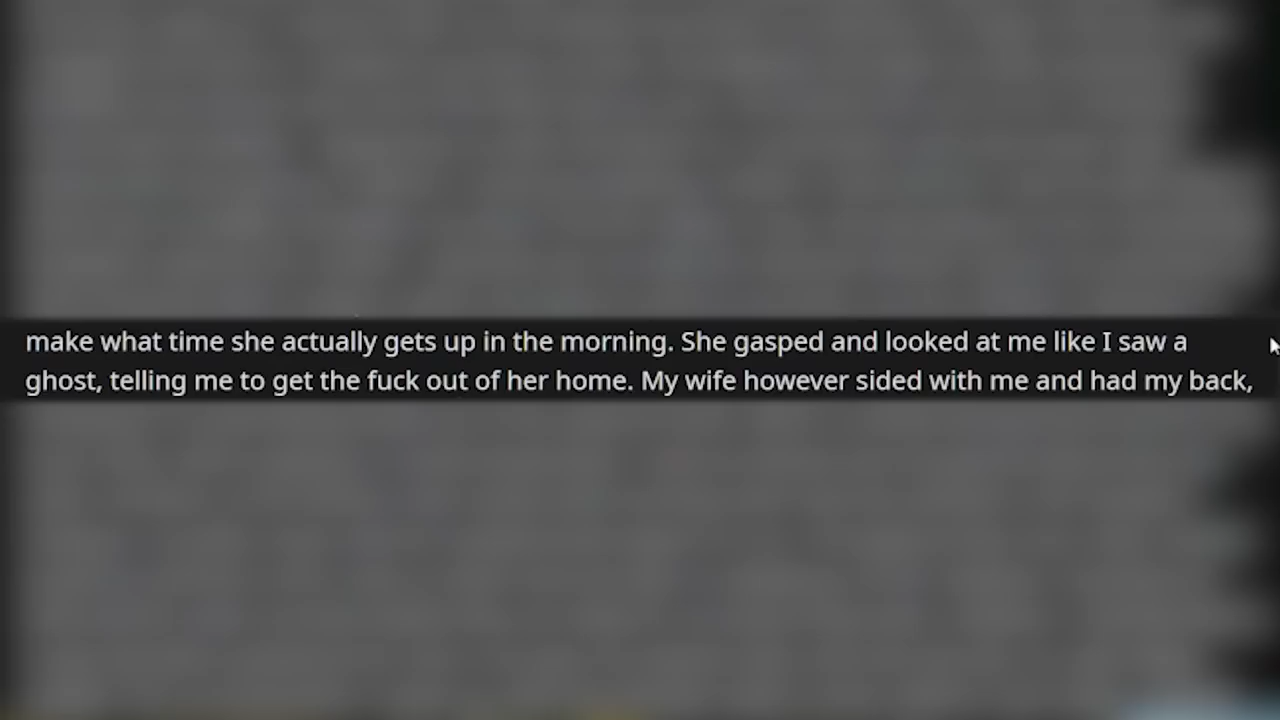 make what time she actually gets up in the morning. She gasped and looked at me like I saw a
ghost, telling me to get the fuck out of her home. My wife however sided with me and had my back,